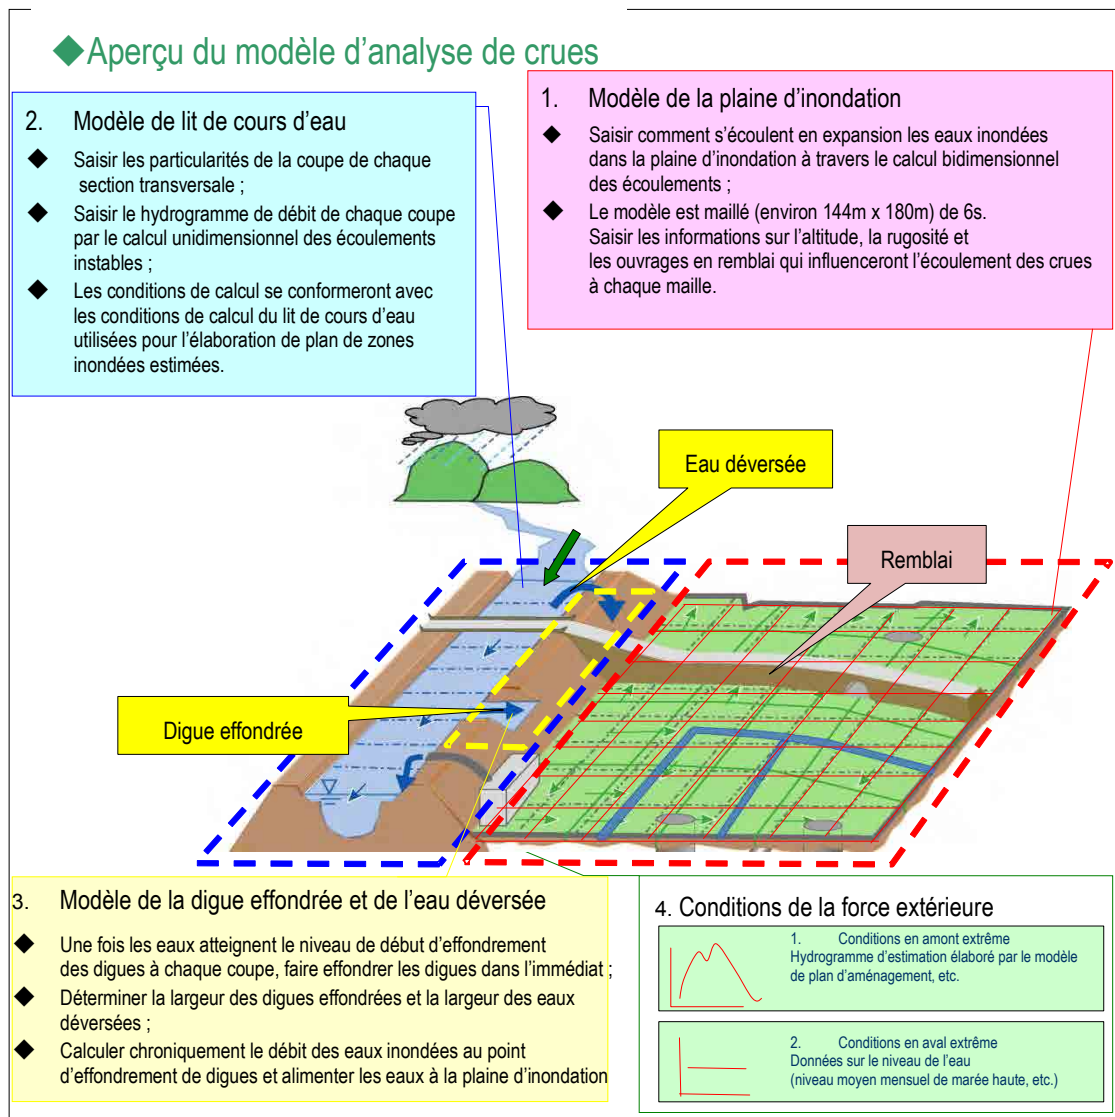 ◆Aperçu du modèle d'analyse de crues
2. Modèle de lit de cours d'eau
◆ Saisir les particularités de la coupe de chaque
section transversale ;
◆ Saisir le hydrogramme de débit de chaque coupe
par le calcul unidimensionnel des écoulements
instables ;
◆ Les conditions de calcul se conformeront avec
les conditions de calcul du lit de cours d'eau
utilisées pour l'élaboration de plan de zones
inondées estimées.
1. Modèle de la plaine d'inondation
◆ Saisir comment s'écoulent en expansion les eaux inondées
dans la plaine d'inondation à travers le calcul bidimensionnel
des écoulements ;
◆ Le modèle est maillé (environ 144m x 180m) de 6s.
Saisir les informations sur l'altitude, la rugosité et
les ouvrages en remblai qui influenceront l'écoulement des crues
à chaque maille.
Eau déversée
Remblai
Digue effondrée
3. Modèle de la digue effondrée et de l'eau déversée
◆ Une fois les eaux atteignent le niveau de début d'effondrement
des digues à chaque coupe, faire effondrer les digues dans l'immédiat ;
◆ Déterminer la largeur des digues effondrées et la largeur des eaux
déversées ;
◆ Calculer chroniquement le débit des eaux inondées au point
d'effondrement de digues et alimenter les eaux à la plaine d'inondation
4. Conditions de la force extérieure
1. Conditions en amont extrême
Hydrogramme d'estimation élaboré par le modèle
de plan d'aménagement, etc.
2. Conditions en aval extrême
Données sur le niveau de l'eau
(niveau moyen mensuel de marée haute, etc.)